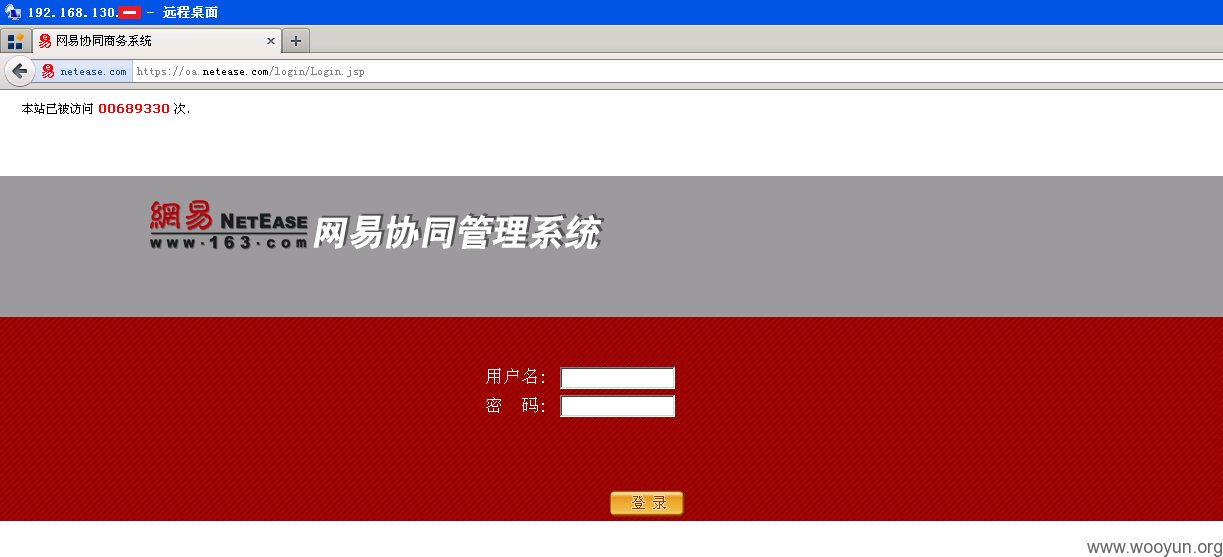 192.168.130. - 远程桌面
网易协同商务系统
netease.com https://oa.netease.com/login/Login.jsp
本站已被访问 00689330 次.
網易 NETEASE 网易协同管理系统
www.163.com
用户名:
密 码:
登 录
www.wooyun.org